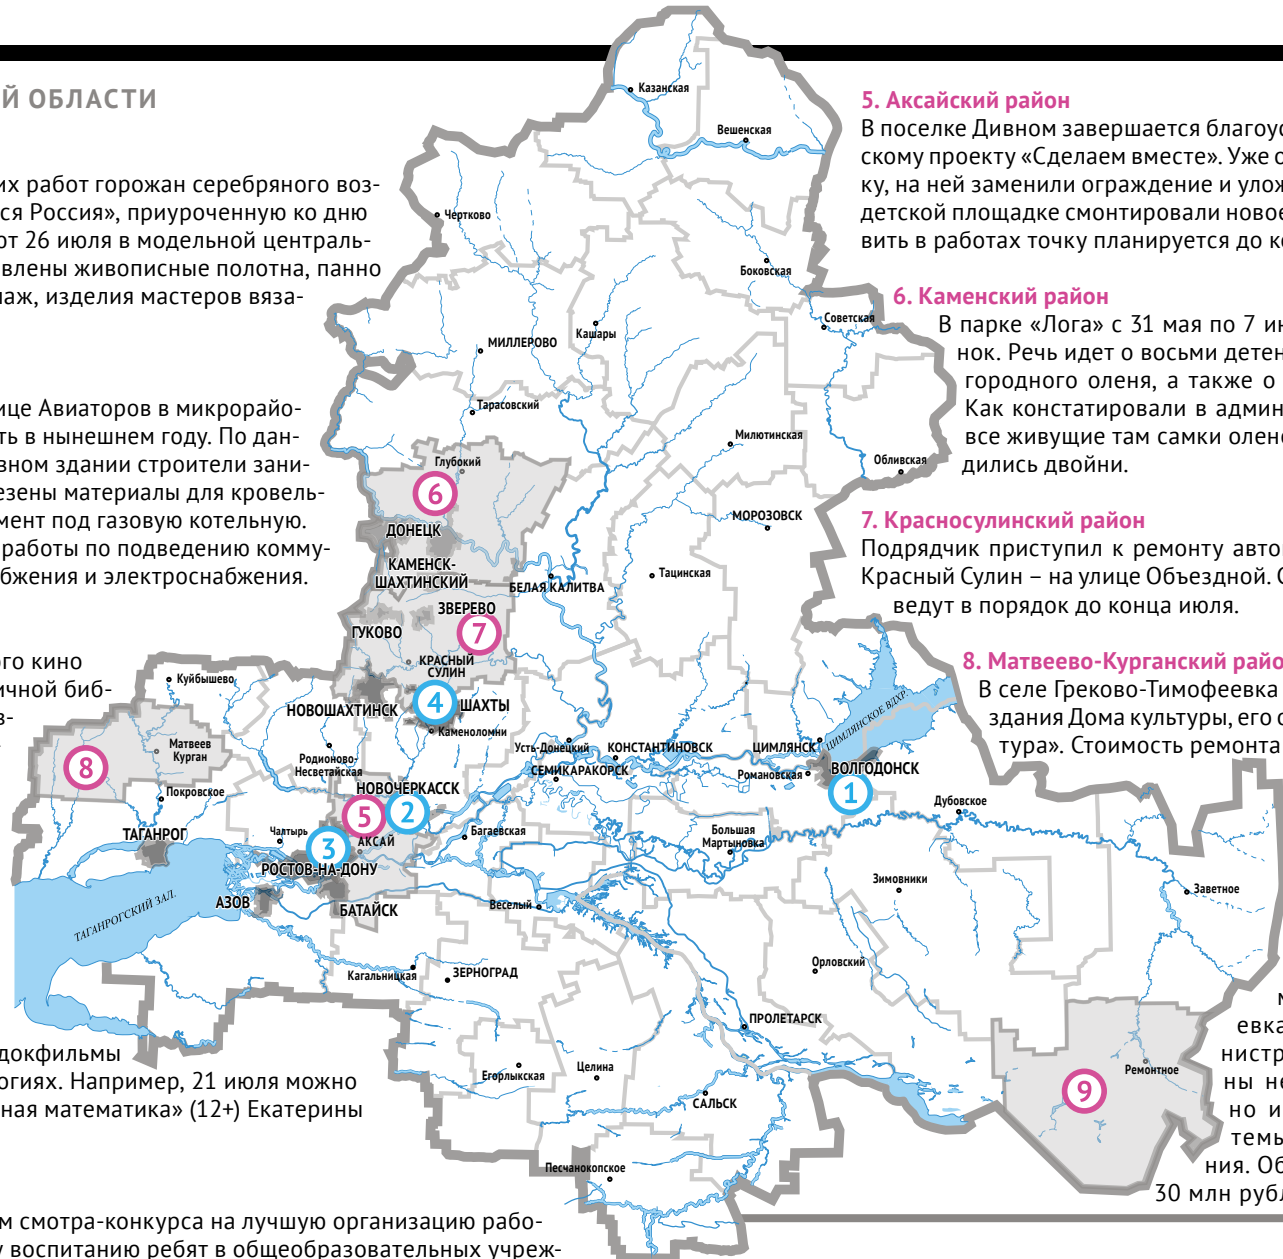 Й ОБЛАСТИ
их работ горожан серебряного воз-
ся Россия», приуроченную ко дню
от 26 июля в модельной централь-
влены живописные полотна, панно
лаж, изделия мастеров вяза-
ице Авиаторов в микрорайо-
ть в нынешнем году. По дан-
вном здании строители зани-
езены материалы для кровель-
мент под газовую котельную.
работы по подведению комму-
бжения и электроснабжения.
ого кино
ичной биб-
в-
докфильмы
огиях. Например, 21 июля можно
ная математика» (12+) Екатерины
м смотра-конкурса на лучшую организацию рабо-
у воспитанию ребят в общеобразовательных учреж-
5. Аксайский район
В поселке Дивном завершается благоус
скому проекту «Сделаем вместе». Уже о
ку, на ней заменили ограждение и улож
детской площадке смонтировали новое
вить в работах точку планируется до ко
6. Каменский район
В парке «Лога» с 31 мая по 7 ин
нок. Речь идет о восьми детен
городного оленя, а также о
Как констатировали в админ
все живущие там самки олено
дились двойни.
7. Красносулинский район
Подрядчик приступил к ремонту авто
Красный Сулин – на улице Объездной. О
ведут в порядок до конца июля.
8. Матвеево-Курганский райо
В селе Греково-Тимофеевка
здания Дома культуры, его о
тура». Стоимость ремонта
м
евка
нистр
ны не
но и
темы
ния. Об
30 млн рубл
Казанская
Вешенская
Чертково
Боковская
Советская
Кашары
МИЛЛЕРОВО
Тарасовский
Милютинская
Обливская
Глубокий
6
МОРОЗОВСК
ДОНЕЦК
КАМЕНСК-
ШАХТИНСКИЙ
БЕЛАЯ КАЛИТВА
Тацинская
ЗВЕРЕВО
ГУКОВО
7
КРАСНЫЙ
СУЛИН
Куйбышево
НОВОШАХТИНСК
4
ШАХТЫ
Каменоломни
ЦИМЛЯНСКОЕ ВДХР.
Матвеев
Курган
8
Родионово-
Несветайская
Усть-Донецкий
КОНСТАНТИНОВСК
ЦИМЛЯНСК
СЕМИКАРАКОРСК
Романовская
ВОЛГОДОНСК
1
Покровское
НОВОЧЕРКАССК
5
2
Дубовское
ТАГАНРОГ
Чалтырь
3
АКСАЙ
Багаевская
Большая
Мартыновка
РОСТОВ-НА-ДОНУ
Зимовники
Заветное
ТАГАНРОГСКИЙ ЗАЛ.
АЗОВ
БАТАЙСК
Веселый
Кагальницкая
ЗЕРНОГРАД
Орловский
ПРОЛЕТАРСК
Егорлыкская
Целина
Ремонтное
9
САЛЬСК
Песчанокопское